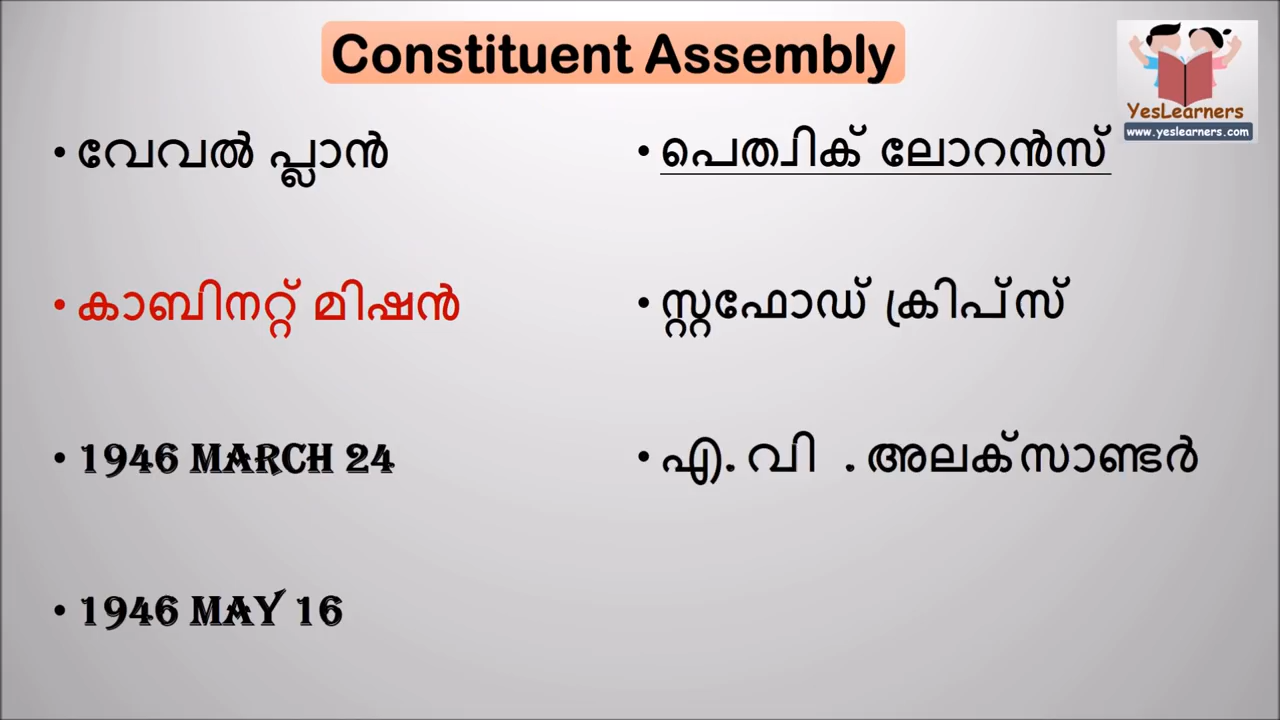 Constituent Assembly
YesLearners
www.yeslearners.com
• വേവൽ പ്ലാൻ
• കാബിനറ്റ് മിഷൻ
• 1946 MARCH 24
• 1946 MAY 16
• പെത്വിക് ലോറൻസ്
• സ്റ്റഫോഡ് ക്രിപ്സ്
• എ. വി . അലക്സാണ്ടർ